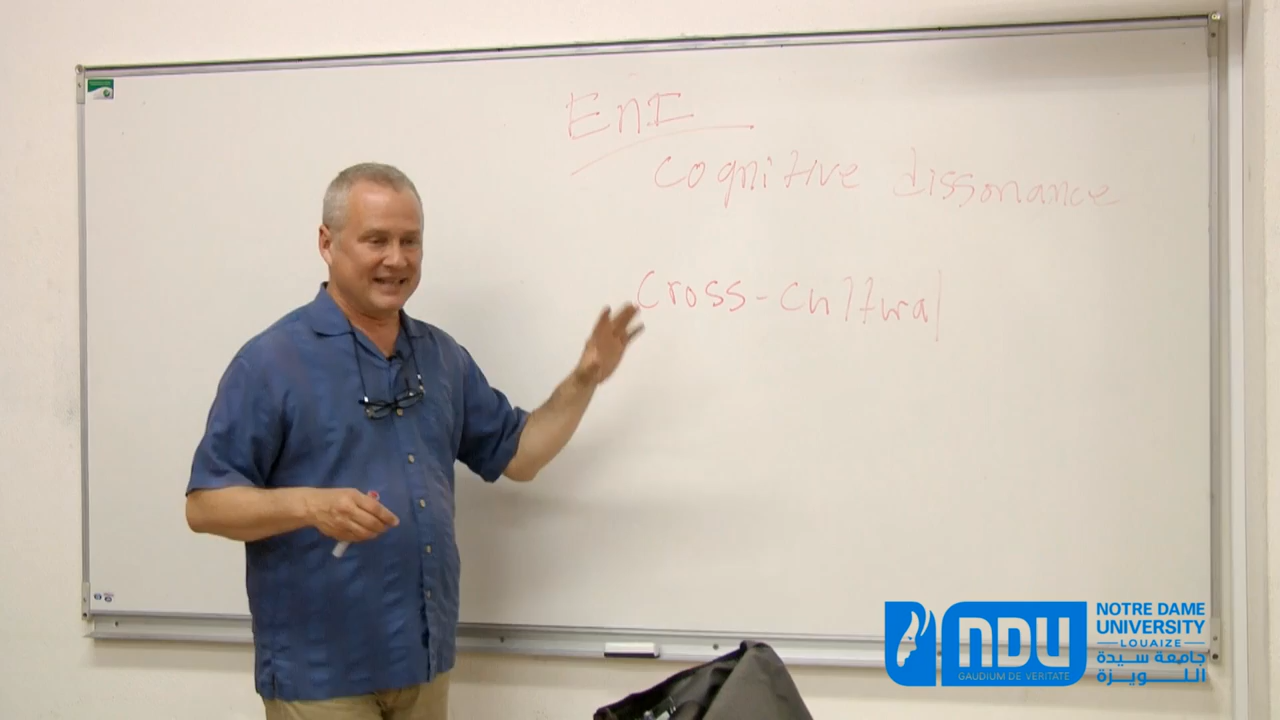 EnI
cognitive dissonance
cross-cultural
NDU
GAUDIUM DE VERITATE
NOTRE DAME
UNIVERSITY
LOUAIZE
جامعة سيدة
اللويزة